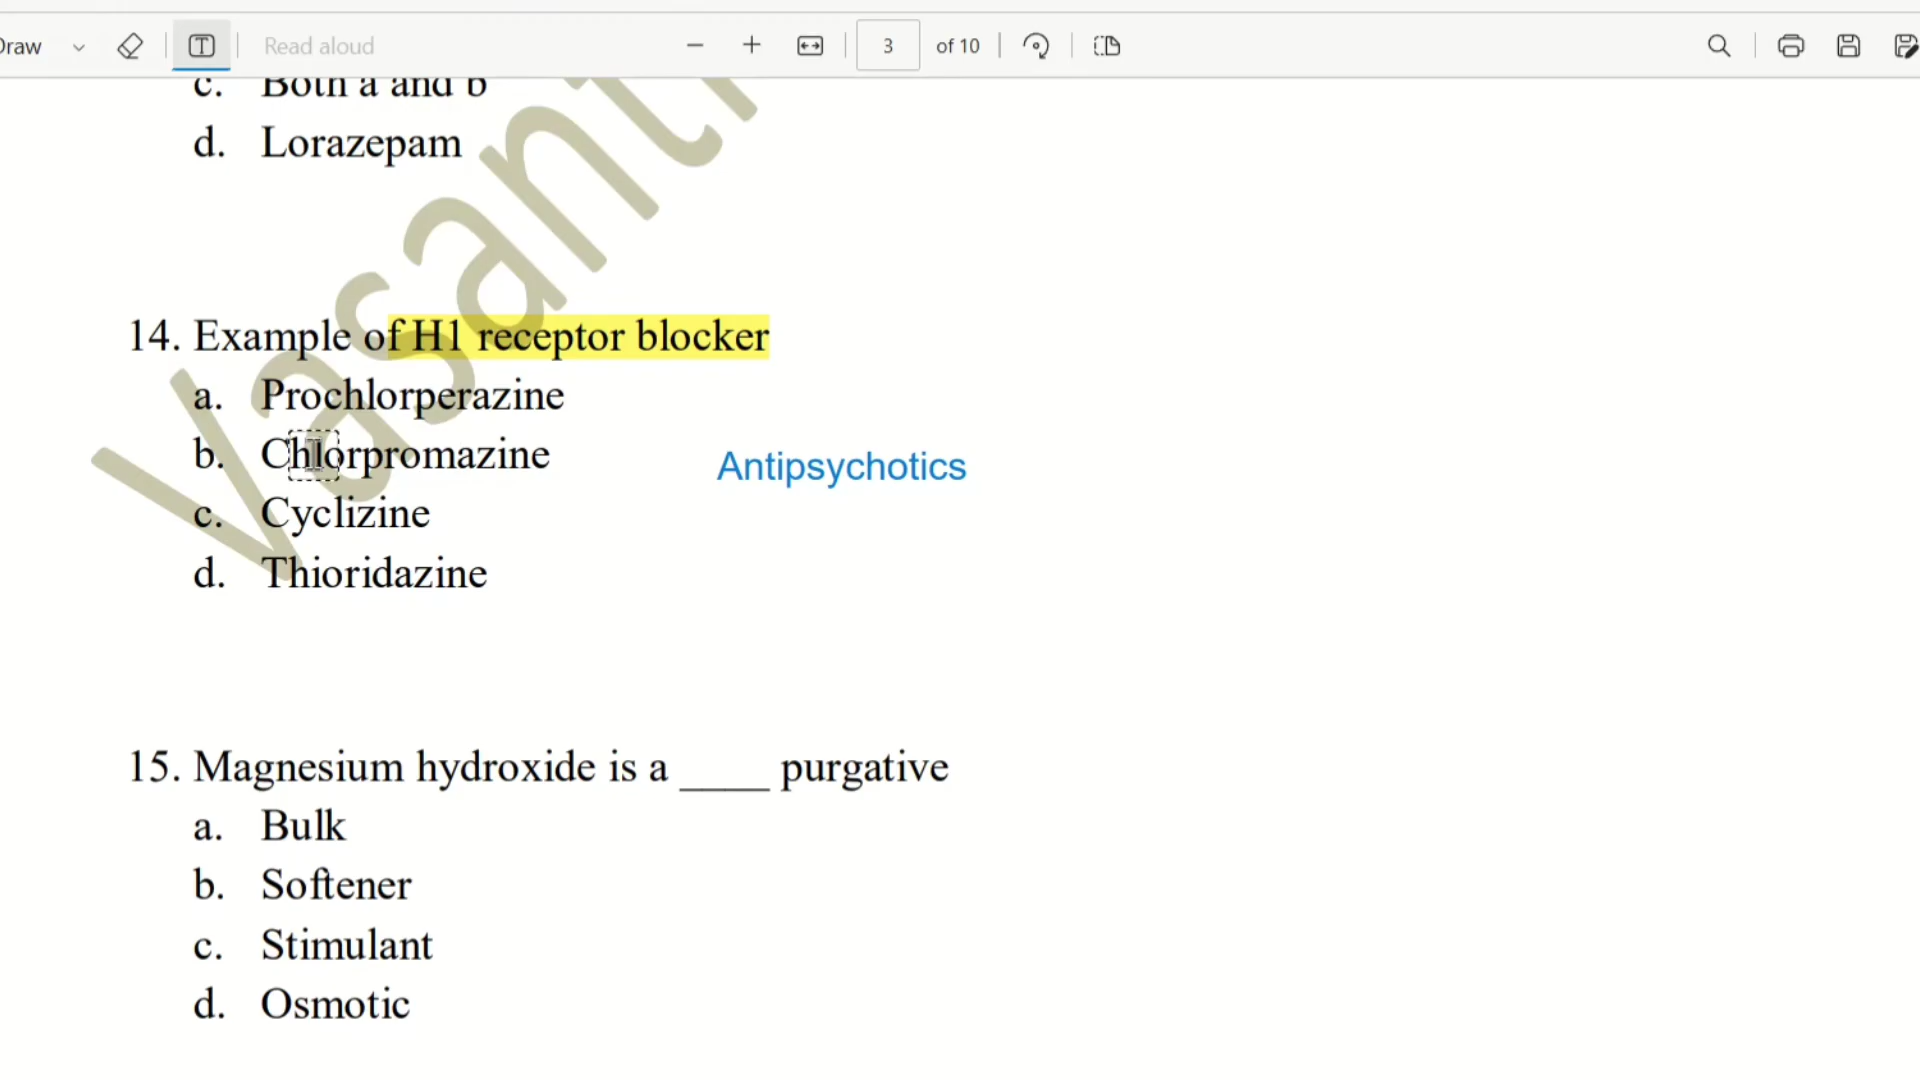 Draw Read aloud 3 of 10
c. Both a and b
d. Lorazepam
14. Example of H1 receptor blocker
a. Prochlorperazine
b. Chlorpromazine
Antipsychotics
c. Cyclizine
d. Thioridazine
15. Magnesium hydroxide is a ____ purgative
a. Bulk
b. Softener
c. Stimulant
d. Osmotic